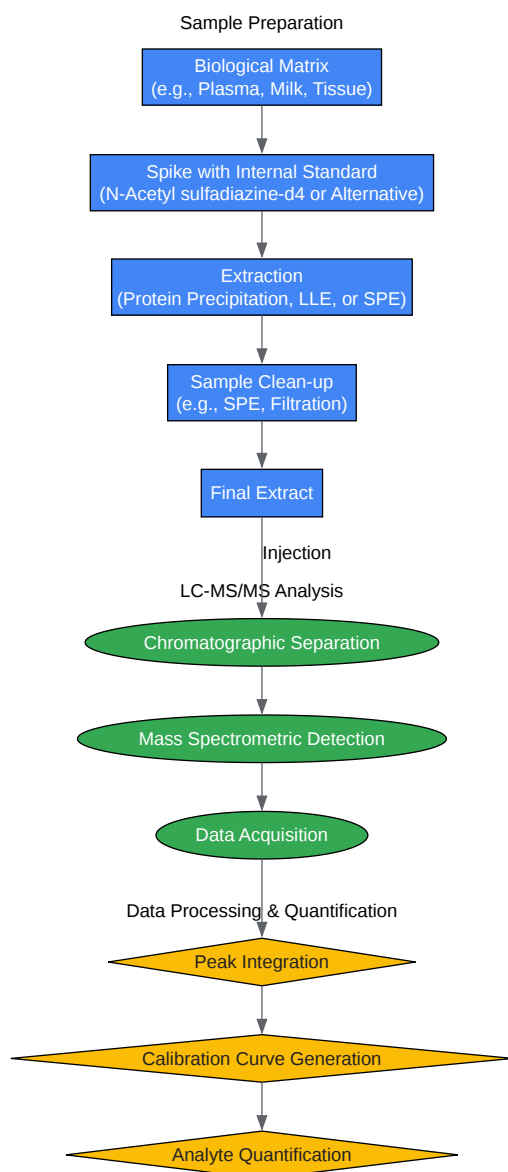 Sample Preparation
Biological Matrix
(e.g., Plasma, Milk, Tissue)
Spike with Internal Standard
(N-Acetyl sulfadiazine-d4 or Alternative)
Extraction
(Protein Precipitation, LLE, or SPE)
Sample Clean-up
(e.g., SPE, Filtration)
Final Extract
Injection
LC-MS/MS Analysis
Chromatographic Separation
Mass Spectrometric Detection
Data Acquisition
Data Processing & Quantification
Peak Integration
Calibration Curve Generation
Analyte Quantification